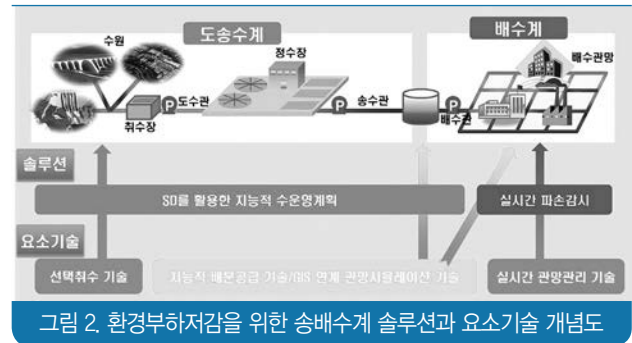 도송수계
배수계
수원
정수장
배수관망
P 도수관
P 송수관
P
배수관
취수장
솔루션
SD를 활용한 지능적 수운영계획
실시간 파손감시
요소기술
선택취수 기술
지능적 배분공급 기술/GIS 연계 관망시뮬레이션 기술
실시간 관망관리 기술
그림 2. 환경부하저감을 위한 송배수계 솔루션과 요소기술 개념도